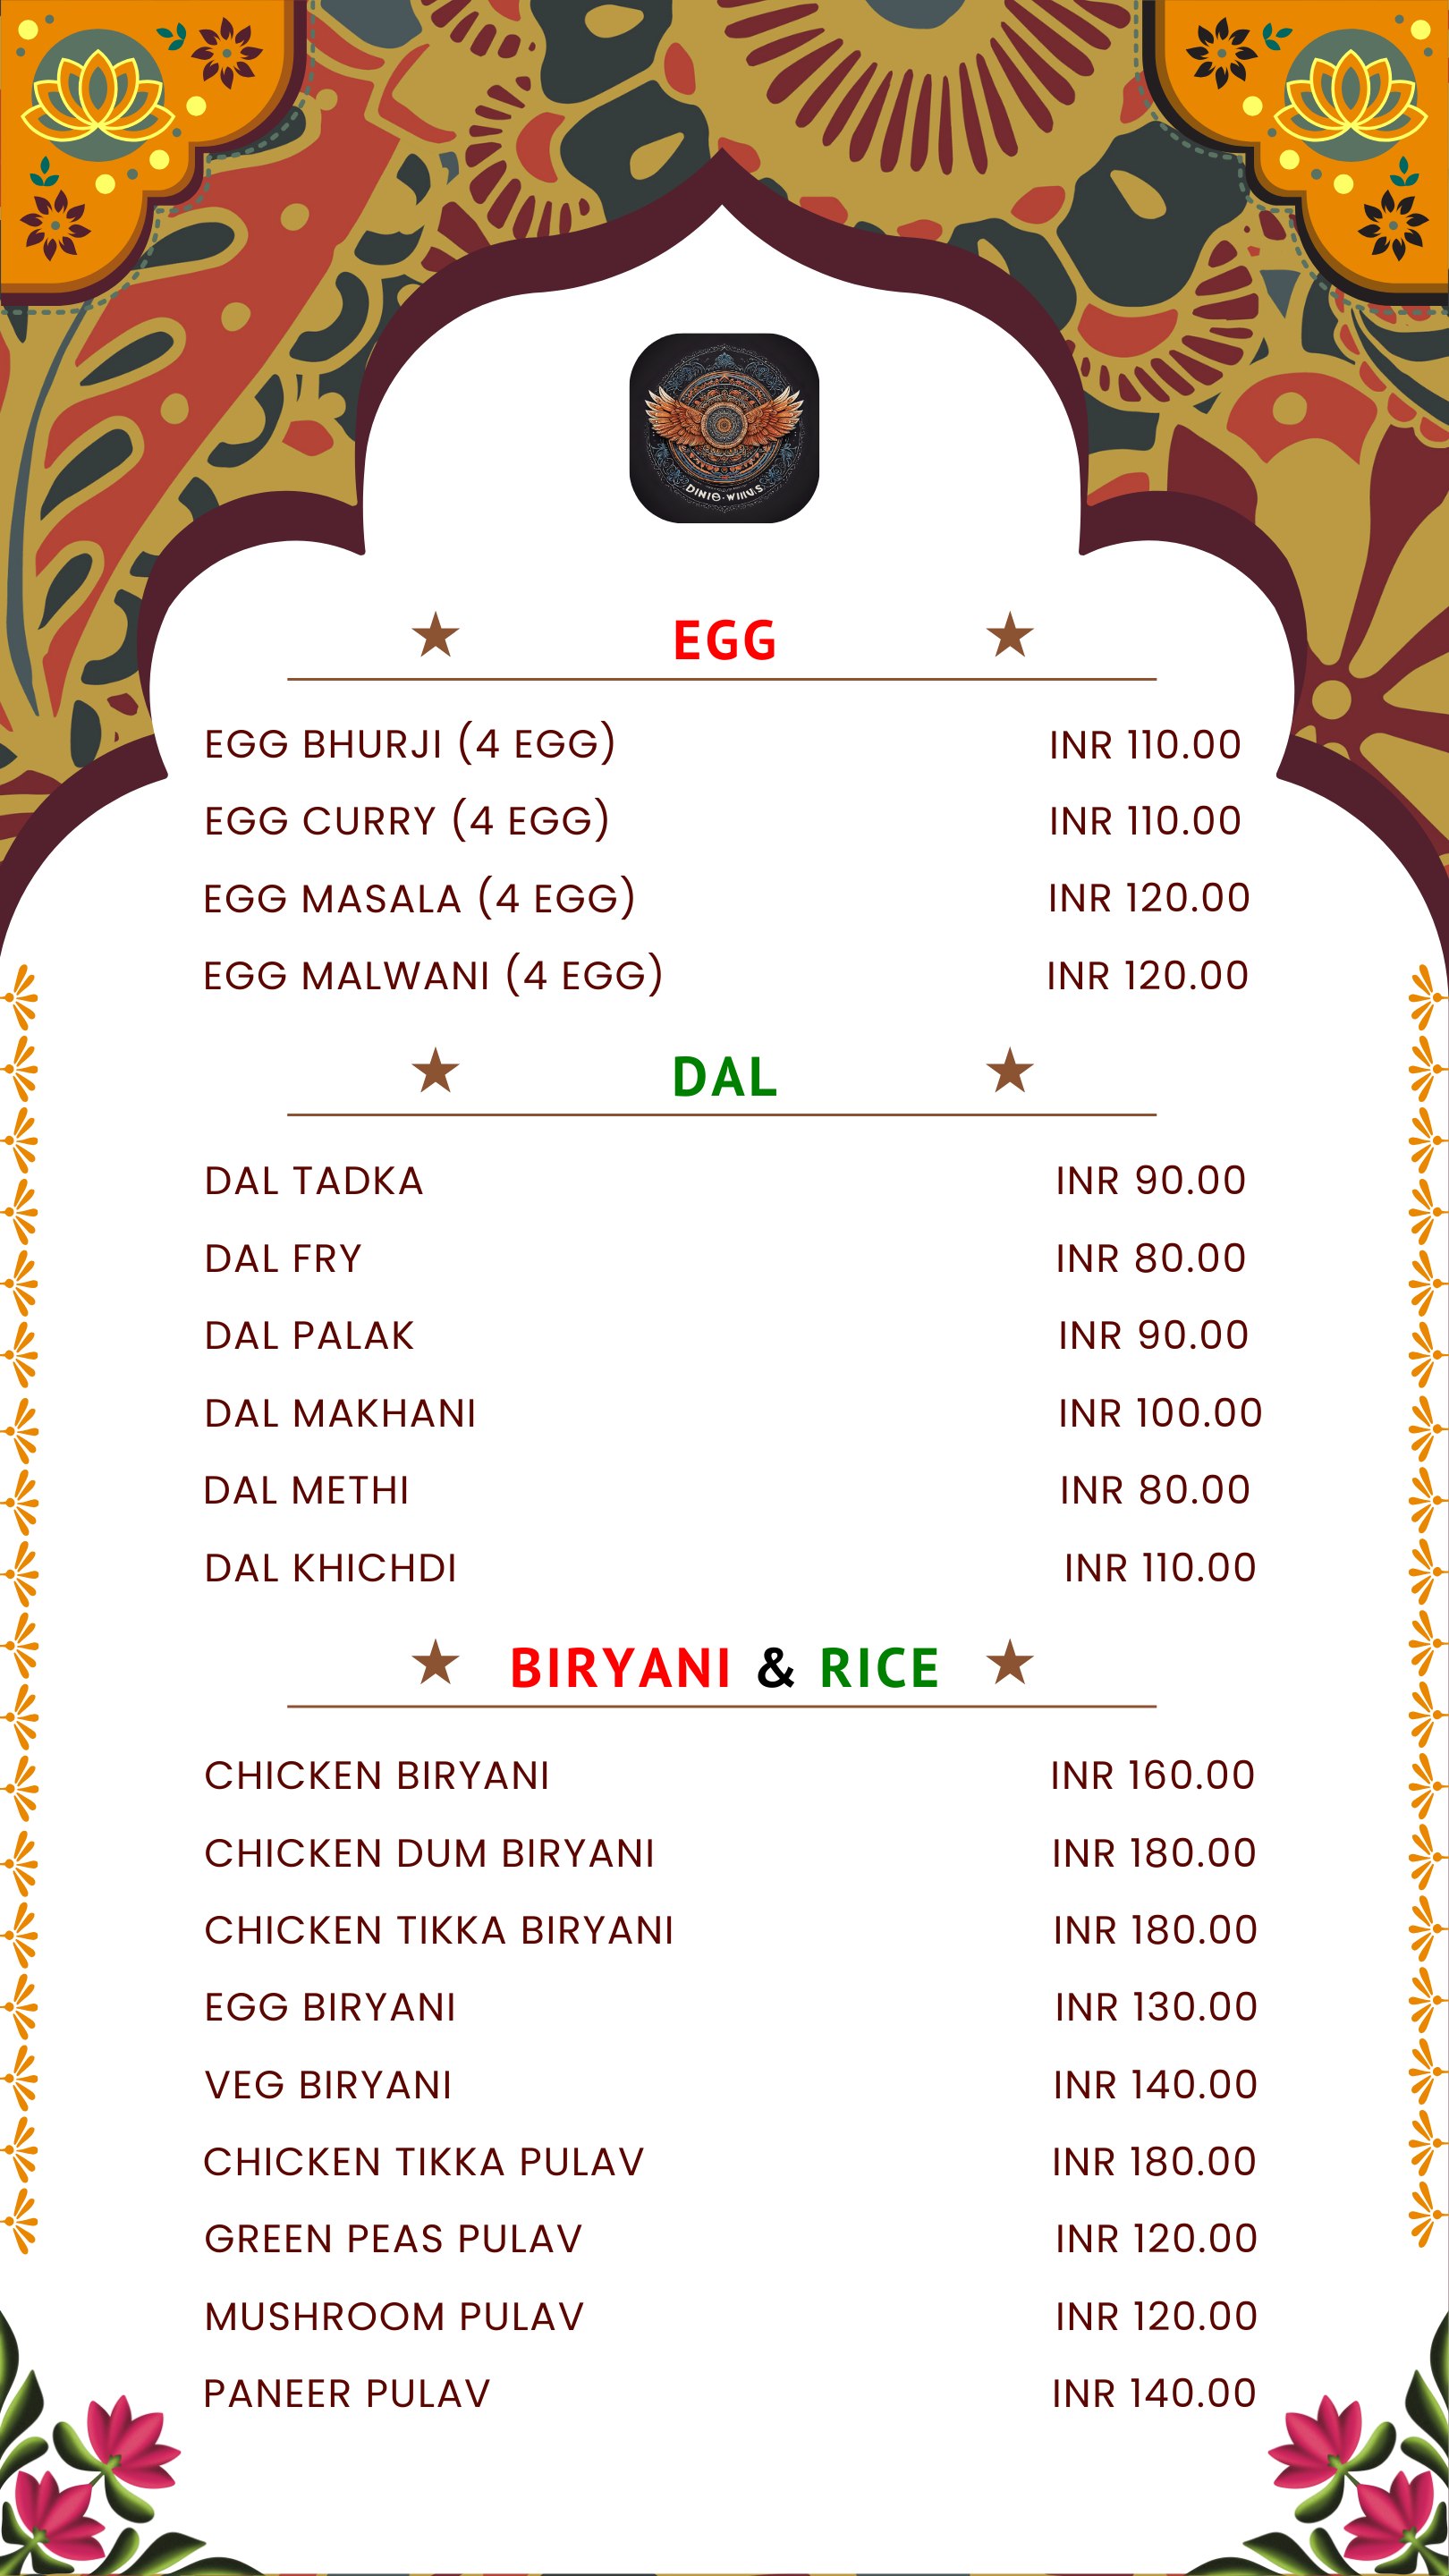 EGG
EGG BHURJI (4 EGG) INR 110.00
EGG CURRY (4 EGG) INR 110.00
EGG MASALA (4 EGG) INR 120.00
EGG MALWANI (4 EGG) INR 120.00
DAL
DAL TADKA INR 90.00
DAL FRY INR 80.00
DAL PALAK INR 90.00
DAL MAKHANI INR 100.00
DAL METHI INR 80.00
DAL KHICHDI INR 110.00
BIRYANI & RICE
CHICKEN BIRYANI INR 160.00
CHICKEN DUM BIRYANI INR 180.00
CHICKEN TIKKA BIRYANI INR 180.00
EGG BIRYANI INR 130.00
VEG BIRYANI INR 140.00
CHICKEN TIKKA PULAV INR 180.00
GREEN PEAS PULAV INR 120.00
MUSHROOM PULAV INR 120.00
PANEER PULAV INR 140.00